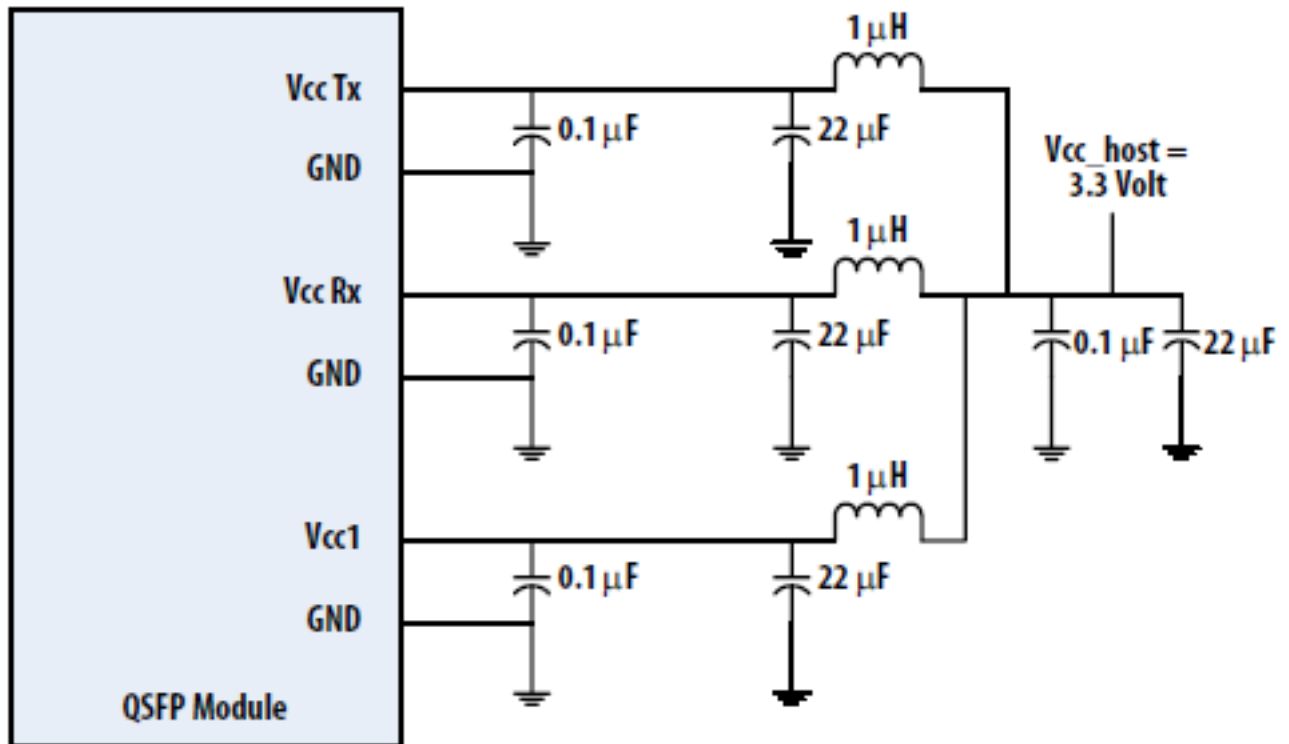 1 μH
Vcc Tx
0.1 μF
22 μF
GND
Vcc_host =
3.3 Volt
1 μH
Vcc Rx
0.1 μF
22 μF
0.1 μF
22 μF
GND
1 μH
Vcc1
0.1 μF
22 μF
GND
QSFP Module